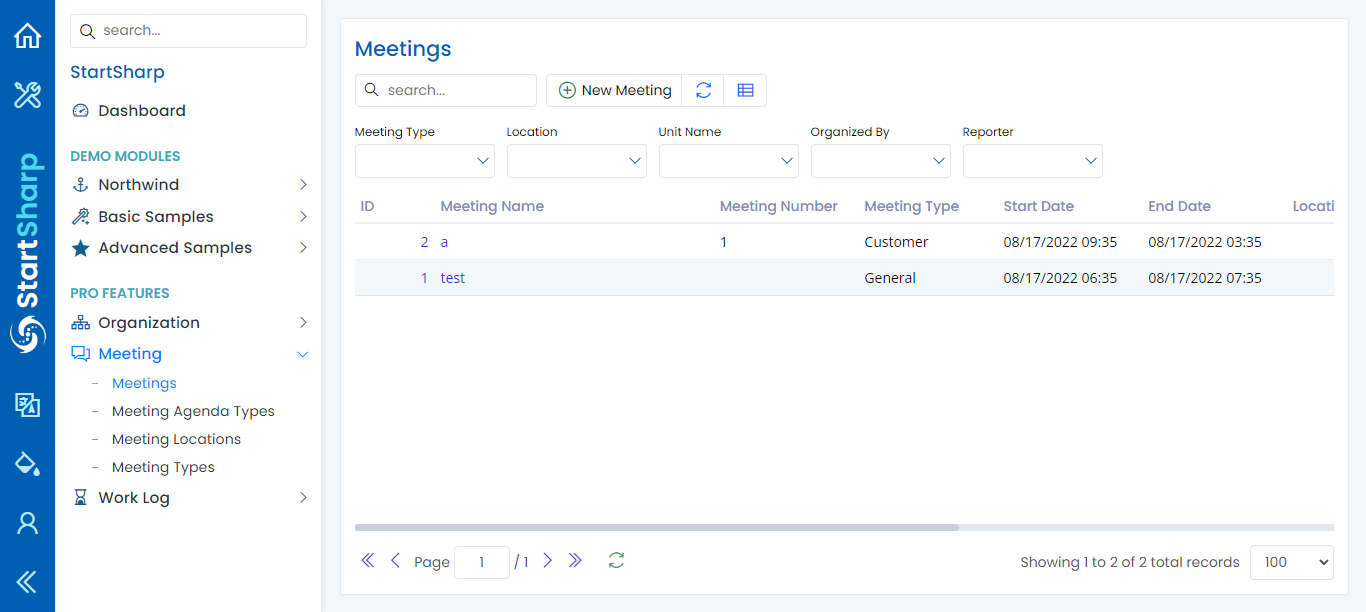 StartSharp
search...
StartSharp
Dashboard
DEMO MODULES
Northwind
Basic Samples
Advanced Samples
PRO FEATURES
Organization
Meeting
Meetings
Meeting Agenda Types
Meeting Locations
Meeting Types
Work Log
Meetings
search... New Meeting
Meeting Type Location Unit Name Organized By Reporter
ID Meeting Name Meeting Number Meeting Type Start Date End Date Locati
2 a 1 Customer 08/17/2022 09:35 08/17/2022 03:35
1 test General 08/17/2022 06:35 08/17/2022 07:35
Page 1 / 1 Showing 1 to 2 of 2 total records 100